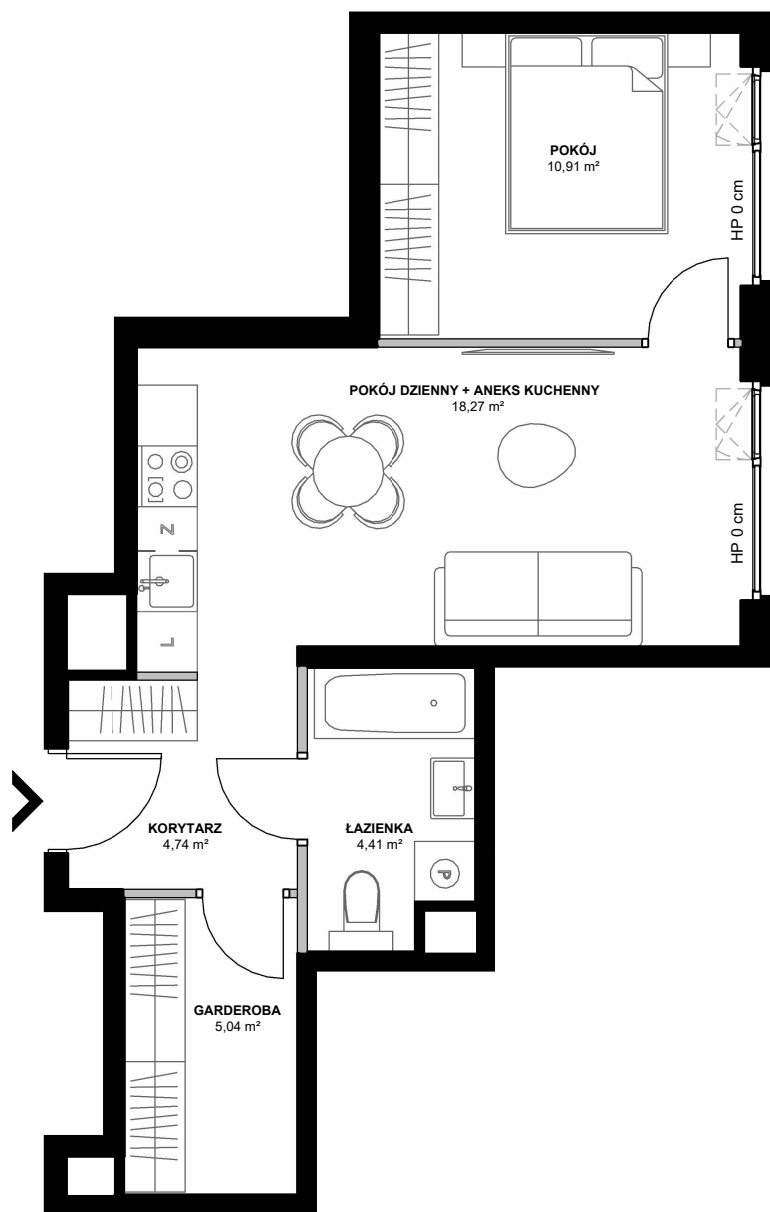 POKÓJ
10,91 m²
HP 0 cm
POKÓJ DZIENNY + ANEKS KUCHENNY
18,27 m²
Z
HP 0 cm
L
KORYTARZ
4,74 m²
ŁAZIENKA
4,41 m²
P
GARDEROBA
5,04 m²